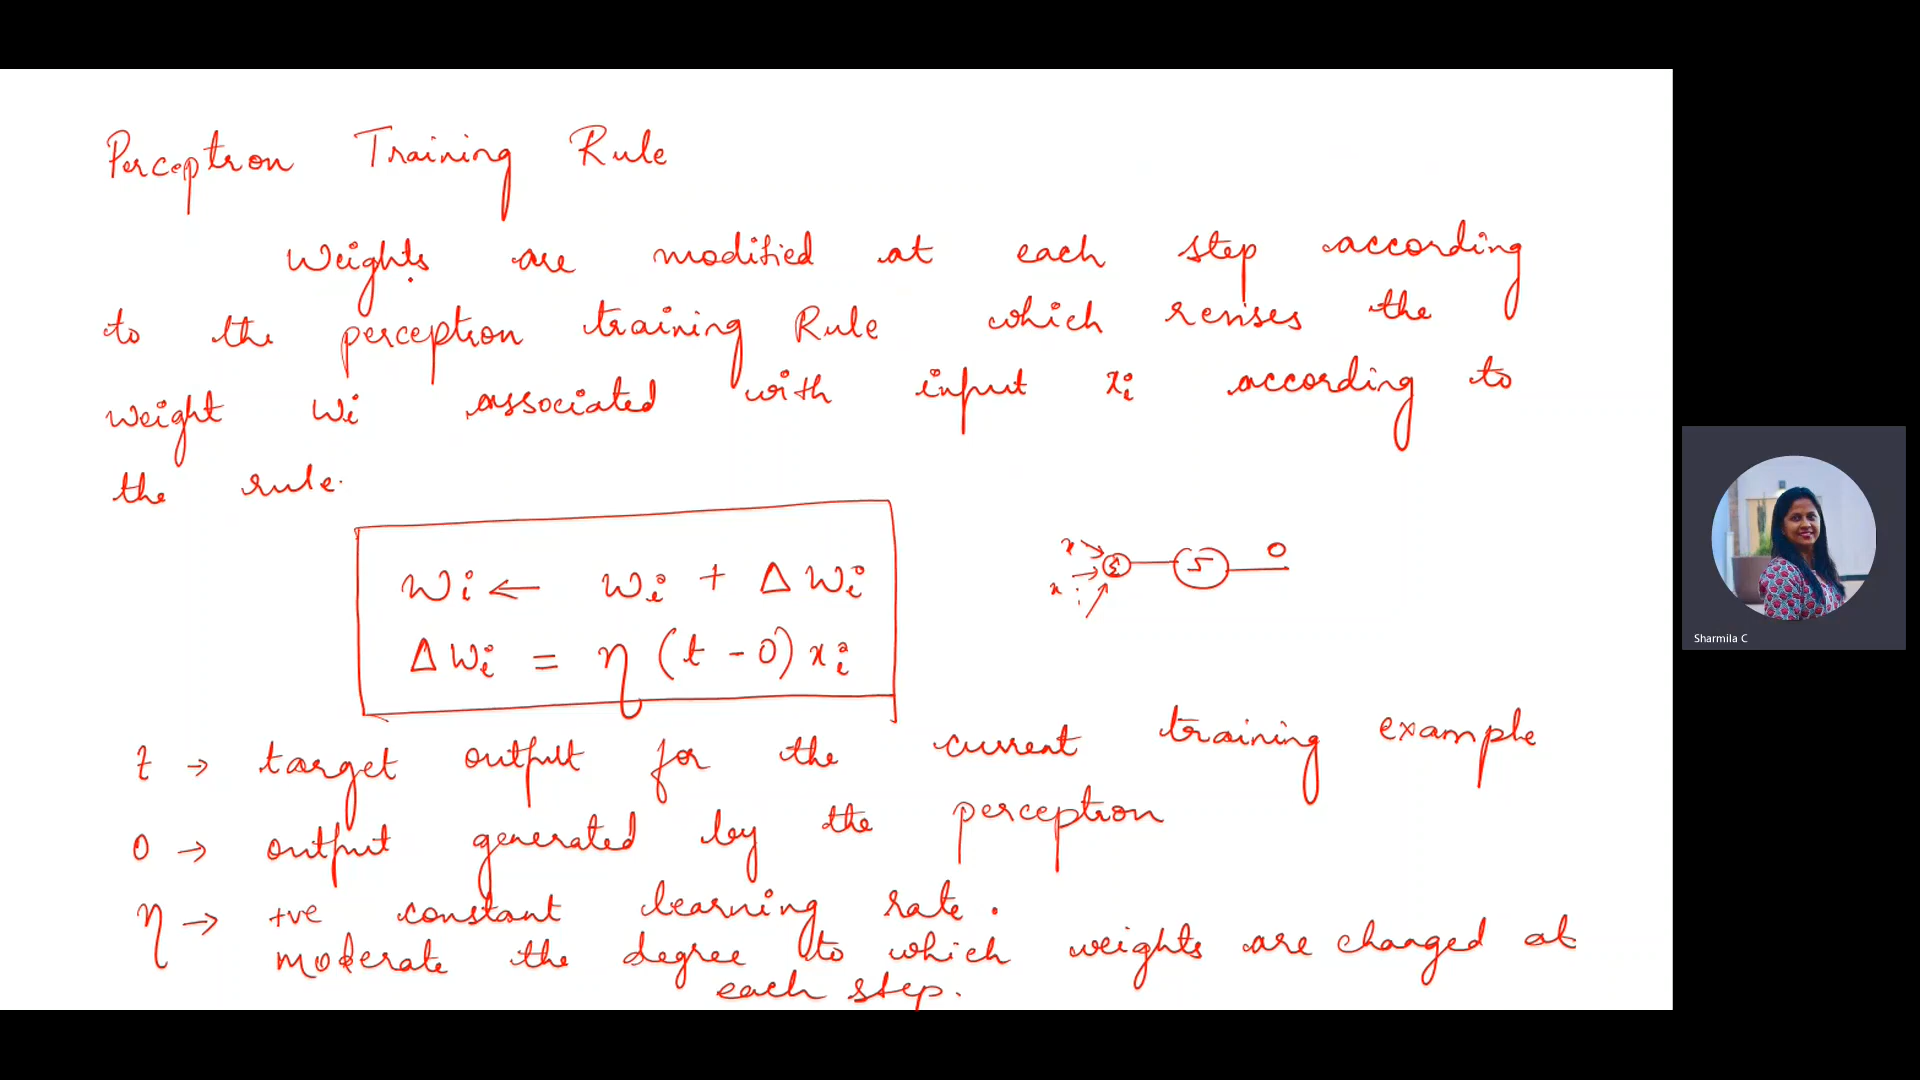 Perceptron Training Rule
Weights are modified at each step according
to the perceptron training Rule which revises the
weight wi associated with input xi according to
the rule.
wi ← wi + Δwi
Δwi = η (t - 0) xi
x
x
Σ
0
t → target output for the current training example
0 → output generated by the perception
η → +ve constant learning rate.
moderate the degree to which weights are changed at
each step.
Sharmila C